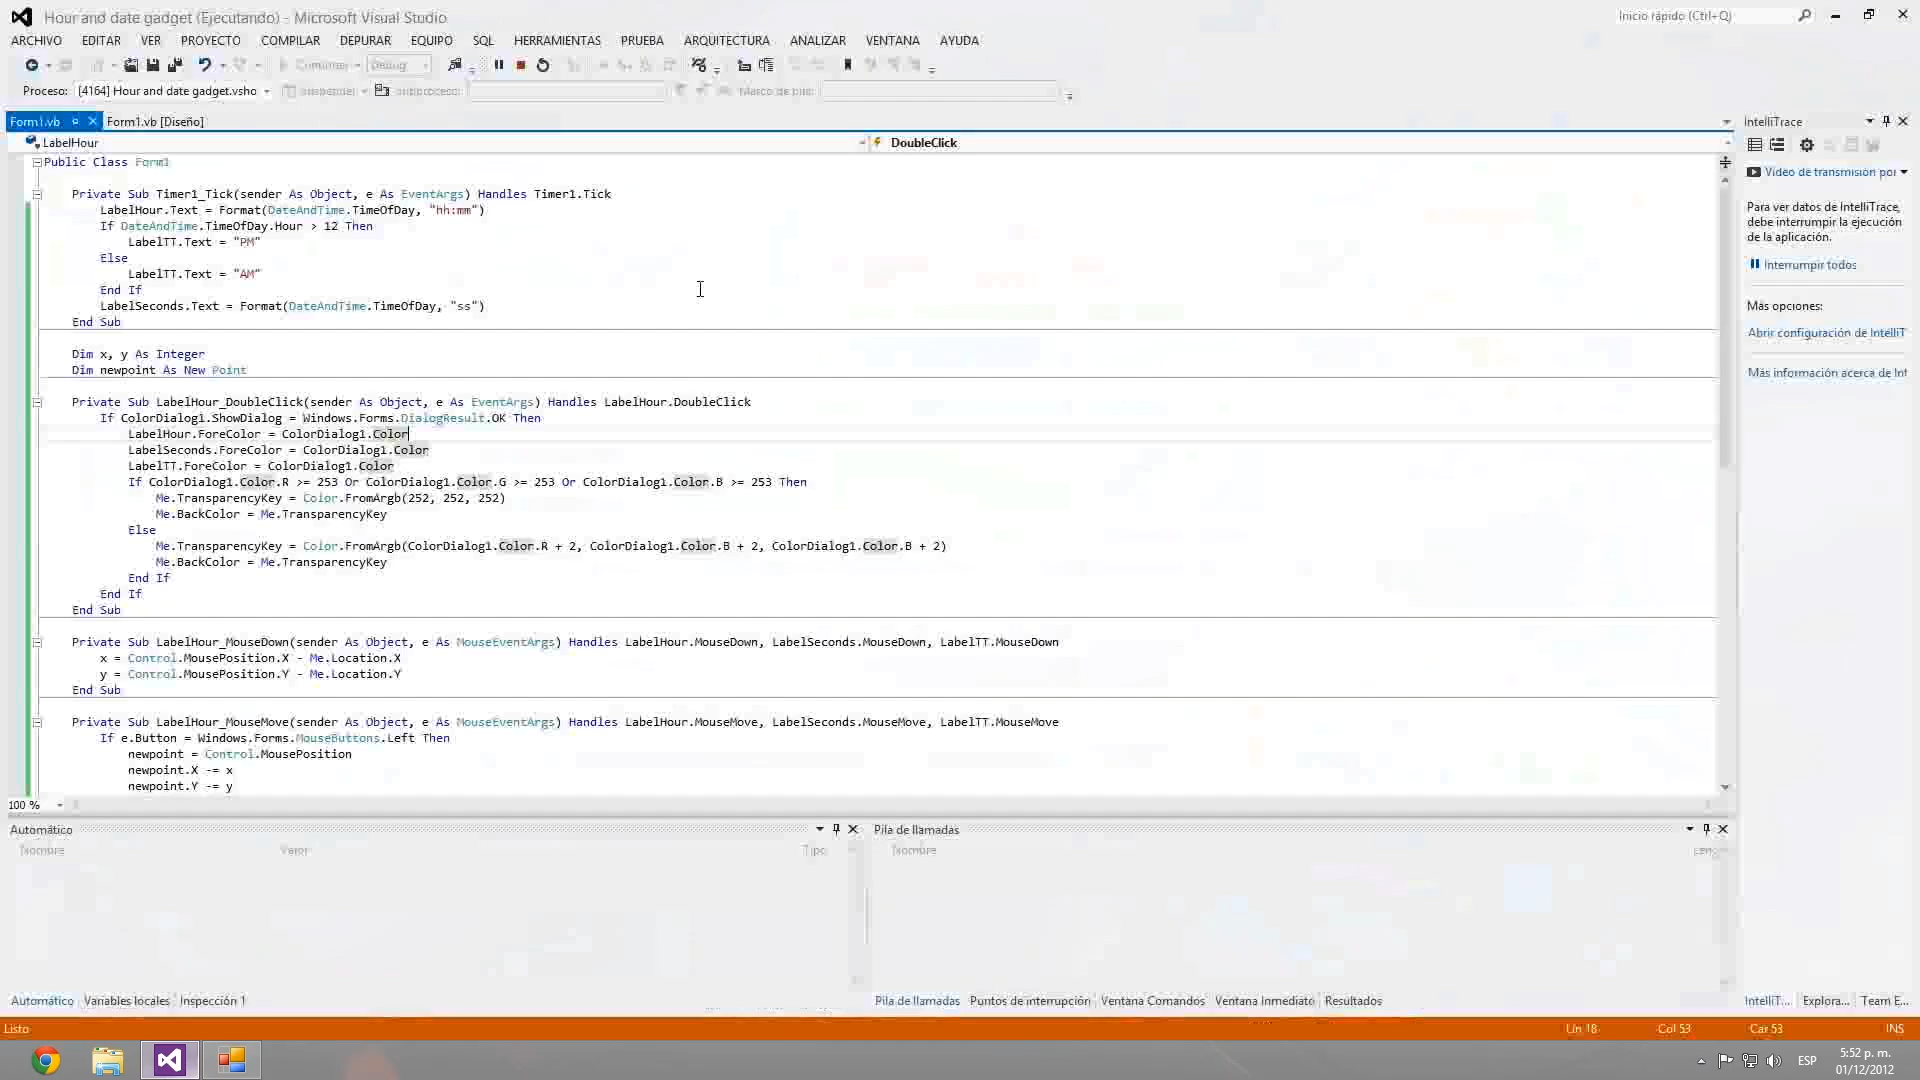 Hour and date gadget (Ejecutando) - Microsoft Visual Studio
Inicio rápido (Ctrl+Q)
ARCHIVO EDITAR VER PROYECTO COMPILAR DEPURAR EQUIPO SQL HERRAMIENTAS PRUEBA ARQUITECTURA ANALIZAR VENTANA AYUDA
Continuar Debug
Proceso: [4164] Hour and date gadget.vsho Suspender Subproceso: Marco de pila:
Form1.vb Form1.vb [Diseño]
LabelHour DoubleClick
Public Class Form1
Private Sub Timer1_Tick(sender As Object, e As EventArgs) Handles Timer1.Tick
LabelHour.Text = Format(DateAndTime.TimeOfDay, "hh:mm")
If DateAndTime.TimeOfDay.Hour > 12 Then
LabelTT.Text = "PM"
Else
LabelTT.Text = "AM"
End If
LabelSeconds.Text = Format(DateAndTime.TimeOfDay, "ss")
End Sub
Dim x, y As Integer
Dim newpoint As New Point
Private Sub LabelHour_DoubleClick(sender As Object, e As EventArgs) Handles LabelHour.DoubleClick
If ColorDialog1.ShowDialog = Windows.Forms.DialogResult.OK Then
LabelHour.ForeColor = ColorDialog1.Color
LabelSeconds.ForeColor = ColorDialog1.Color
LabelTT.ForeColor = ColorDialog1.Color
If ColorDialog1.Color.R >= 253 Or ColorDialog1.Color.G >= 253 Or ColorDialog1.Color.B >= 253 Then
Me.TransparencyKey = Color.FromArgb(252, 252, 252)
Me.BackColor = Me.TransparencyKey
Else
Me.TransparencyKey = Color.FromArgb(ColorDialog1.Color.R + 2, ColorDialog1.Color.B + 2, ColorDialog1.Color.B + 2)
Me.BackColor = Me.TransparencyKey
End If
End If
End Sub
Private Sub LabelHour_MouseDown(sender As Object, e As MouseEventArgs) Handles LabelHour.MouseDown, LabelSeconds.MouseDown, LabelTT.MouseDown
x = Control.MousePosition.X - Me.Location.X
y = Control.MousePosition.Y - Me.Location.Y
End Sub
Private Sub LabelHour_MouseMove(sender As Object, e As MouseEventArgs) Handles LabelHour.MouseMove, LabelSeconds.MouseMove, LabelTT.MouseMove
If e.Button = Windows.Forms.MouseButtons.Left Then
newpoint = Control.MousePosition
newpoint.X -= x
newpoint.Y -= y
100 %
IntelliTrace
Video de transmisión por
Para ver datos de IntelliTrace,
debe interrumpir la ejecución
de la aplicación.
Interrumpir todos
Más opciones:
Abrir configuración de IntelliT
Más información acerca de Int
Automático
Nombre Valor Tipo
Pila de llamadas
Nombre Leng
Automático Variables locales Inspección 1
Pila de llamadas Puntos de interrupción Ventana Comandos Ventana Inmediato Resultados
IntelliT... Explora... Team E...
Listo Lín 18 Col 53 Car 53 INS
ESP
5:52 p. m.
01/12/2012